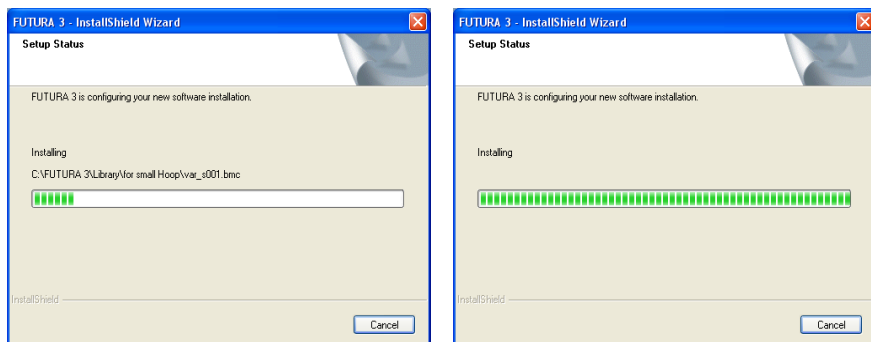 FUTURA 3 - InstallShield Wizard
Setup Status
FUTURA 3 is configuring your new software installation.
Installing
C:\FUTURA 3\Library\for small Hoop\var_s001.bmc
InstallShield
Cancel
FUTURA 3 - InstallShield Wizard
Setup Status
FUTURA 3 is configuring your new software installation.
Installing
InstallShield
Cancel